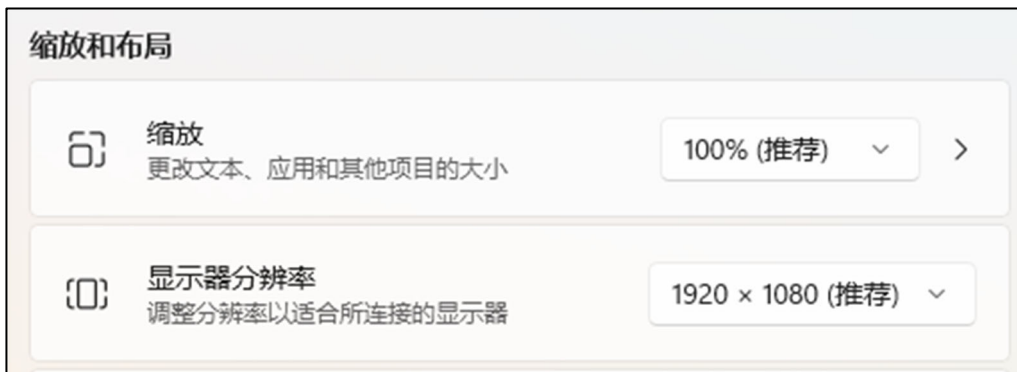 缩放和布局
缩放
更改文本、应用和其他项目的大小
100% (推荐)
显示器分辨率
调整分辨率以适合所连接的显示器
1920 × 1080 (推荐)